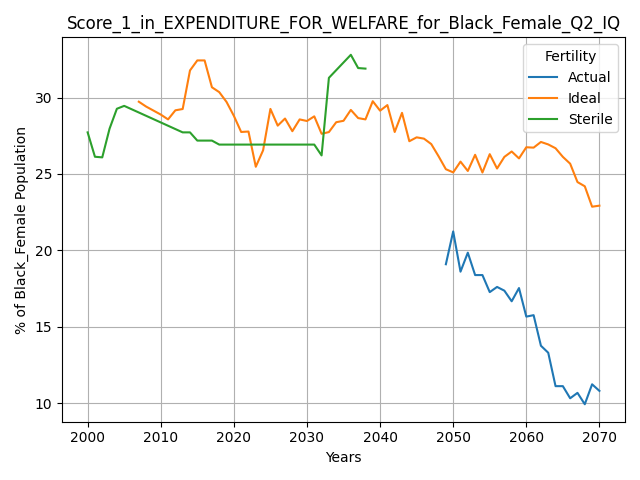 Score_1_in_EXPENDITURE_FOR_WELFARE_for_Black_Female_Q2_IQ
Fertility
Actual
Ideal
Sterile
% of Black_Female Population
30
25
20
15
10
2000 2010 2020 2030 2040 2050 2060 2070
Years